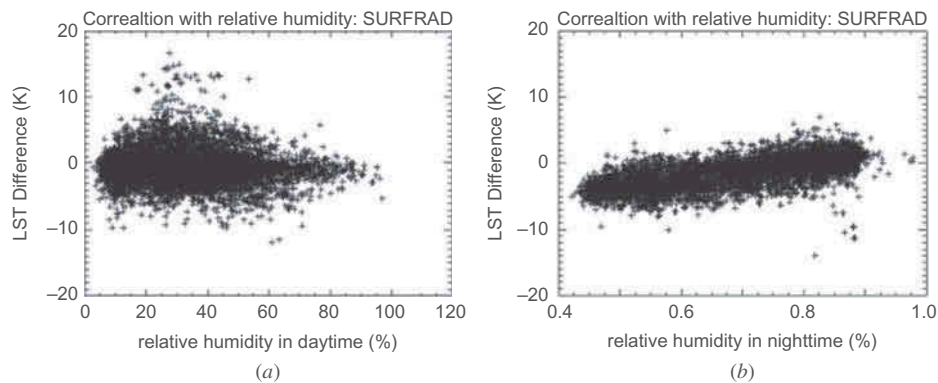 Correaltion with relative humidity: SURFRAD
20
10
0
–10
–20
LST Difference (K)
0 20 40 60 80 100 120
relative humidity in daytime (%)
(a)
Correaltion with relative humidity: SURFRAD
20
10
0
–10
–20
LST Difference (K)
0.4 0.6 0.8 1.0
relative humidity in nighttime (%)
(b)